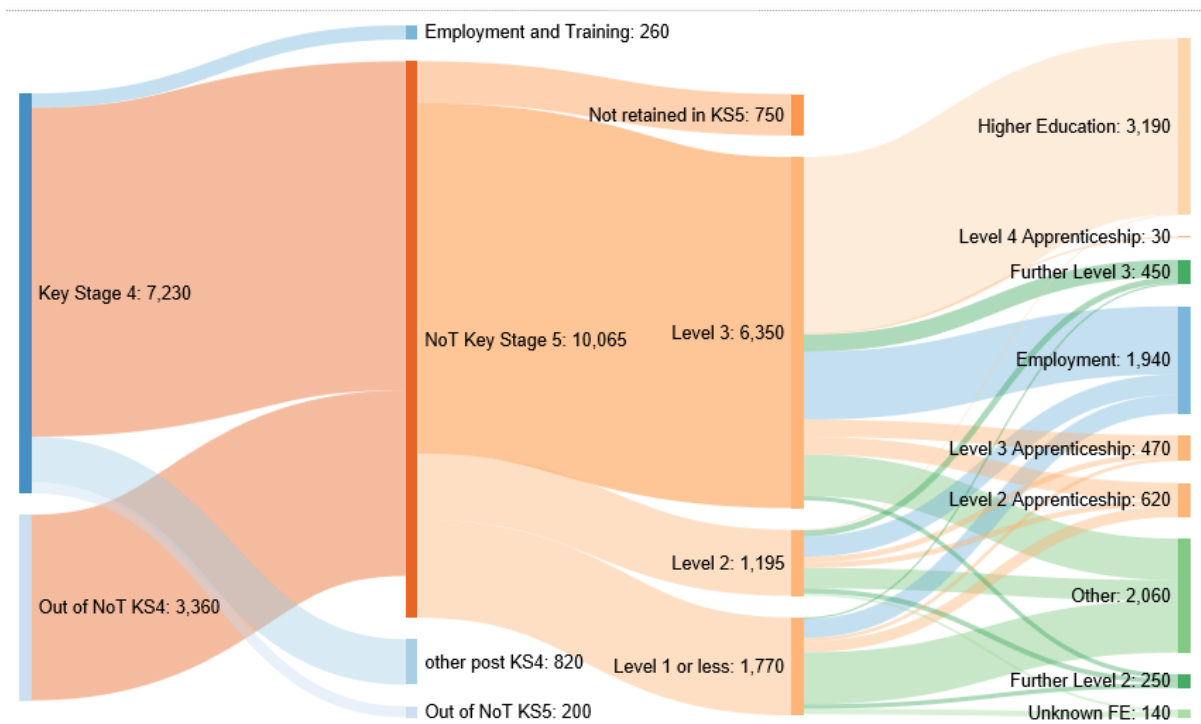 Employment and Training: 260
Not retained in KS5: 750
Higher Education: 3,190
Level 4 Apprenticeship: 30
Further Level 3: 450
Key Stage 4: 7,230
NoT Key Stage 5: 10,065
Level 3: 6,350
Employment: 1,940
Level 3 Apprenticeship: 470
Level 2 Apprenticeship: 620
Level 2: 1,195
Out of NoT KS4: 3,360
Other: 2,060
other post KS4: 820
Level 1 or less: 1,770
Further Level 2: 250
Out of NoT KS5: 200
Unknown FE: 140